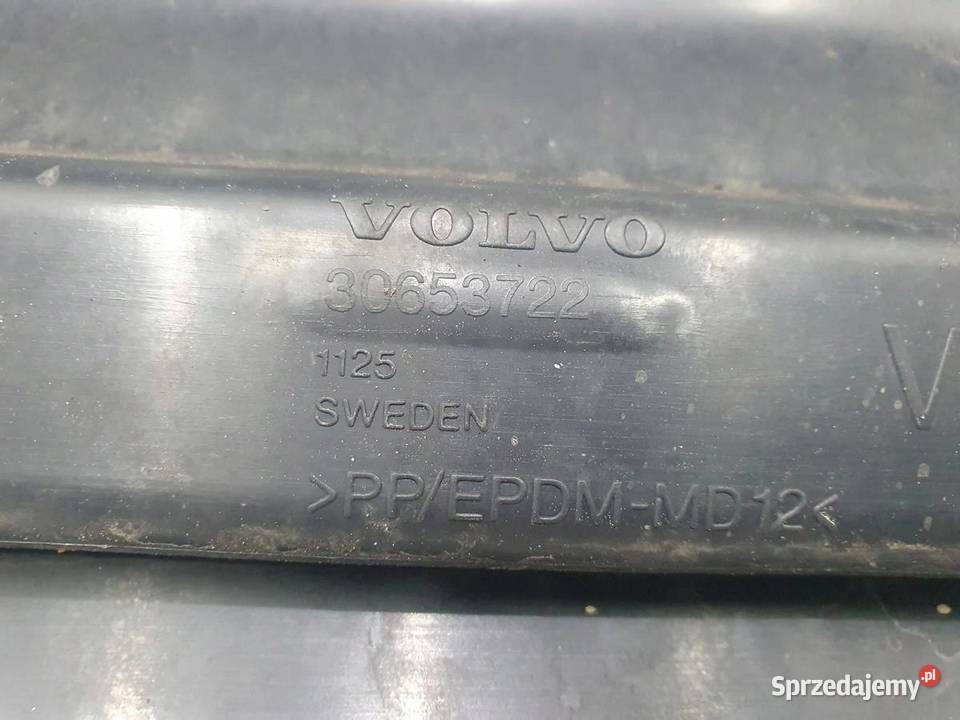 VOLVO
30653722
1125
SWEDEN
>PP/EPDM-MD12<
V
Sprzedajemy.pl